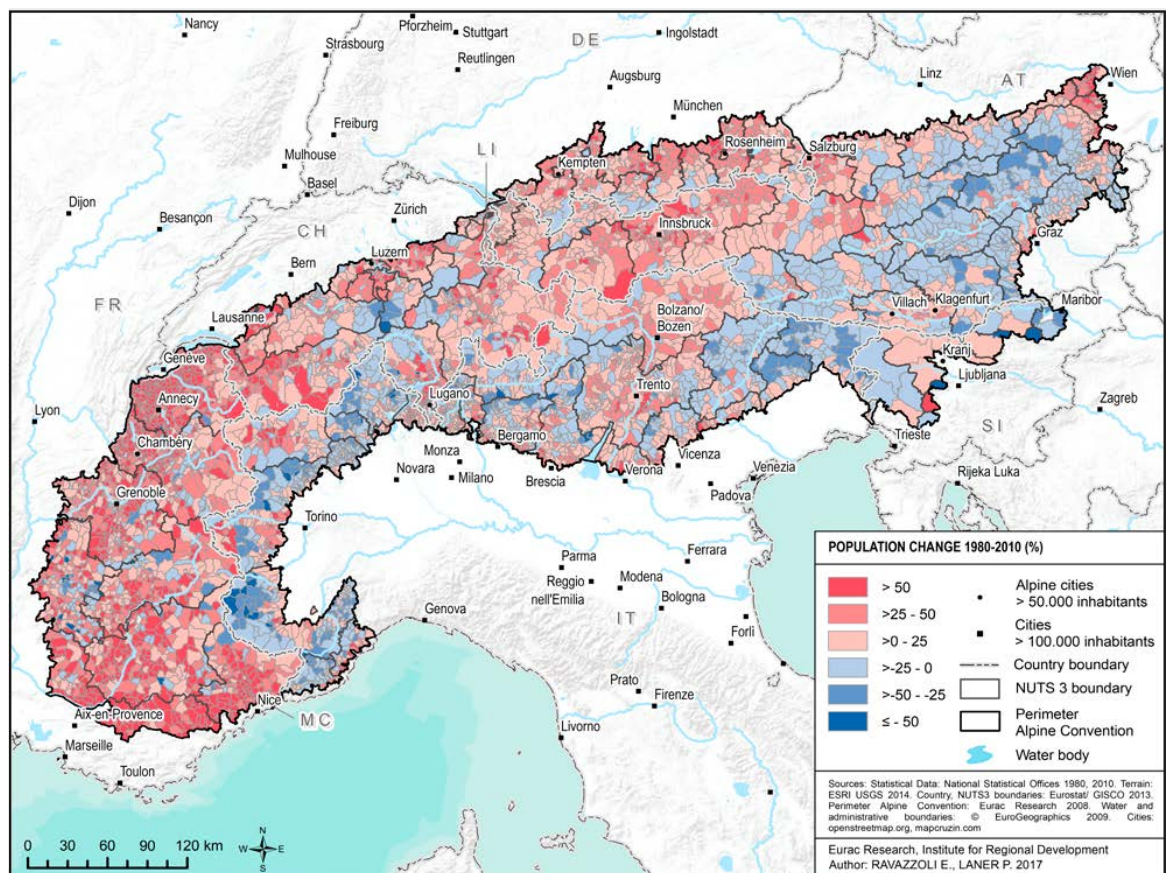 Nancy
Pforzheim
Stuttgart
DE
Ingolstadt
Strasbourg
Reutlingen
Augsburg
Linz
AT
Wien
München
Freiburg
LI
Rosenheim
Salzburg
Kempten
Mulhouse
Basel
Dijon
Besançon
Zürich
CH
Innsbruck
Luzern
Graz
Bern
FR
Villach
Klagenfurt
Maribor
Lausanne
Bolzano/
Bozen
Genéve
Kranj
Ljubljana
Annecy
Lugano
Trento
Zagreb
Lyon
SI
Chambéry
Bergamo
Trieste
Monza
Novara
Milano
Brescia
Verona
Vicenza
Venézia
Rijeka Luka
Padova
Grenoble
Torino
Parma
Ferrara
Reggio
nell'Emilia
Modena
Bologna
Genova
IT
Forlì
Prato
Firenze
Nice
MC
Aix-en-Provence
Livorno
Marseille
Toulon
0 30 60 90 120 km
N
W E
S
POPULATION CHANGE 1980-2010 (%)
> 50
>25 - 50
>0 - 25
>-25 - 0
>-50 - -25
≤ - 50
Alpine cities
> 50.000 inhabitants
Cities
> 100.000 inhabitants
Country boundary
NUTS 3 boundary
Perimeter
Alpine Convention
Water body
Sources: Statistical Data: National Statistical Offices 1980, 2010. Terrain:
ESRI USGS 2014. Country, NUTS3 boundaries: Eurostat/ GISCO 2013.
Perimeter Alpine Convention: Eurac Research 2008. Water and
administrative boundaries: © EuroGeographics 2009. Cities:
openstreetmap.org, mapcruzin.com
Eurac Research, Institute for Regional Development
Author: RAVAZZOLI E., LANER P. 2017